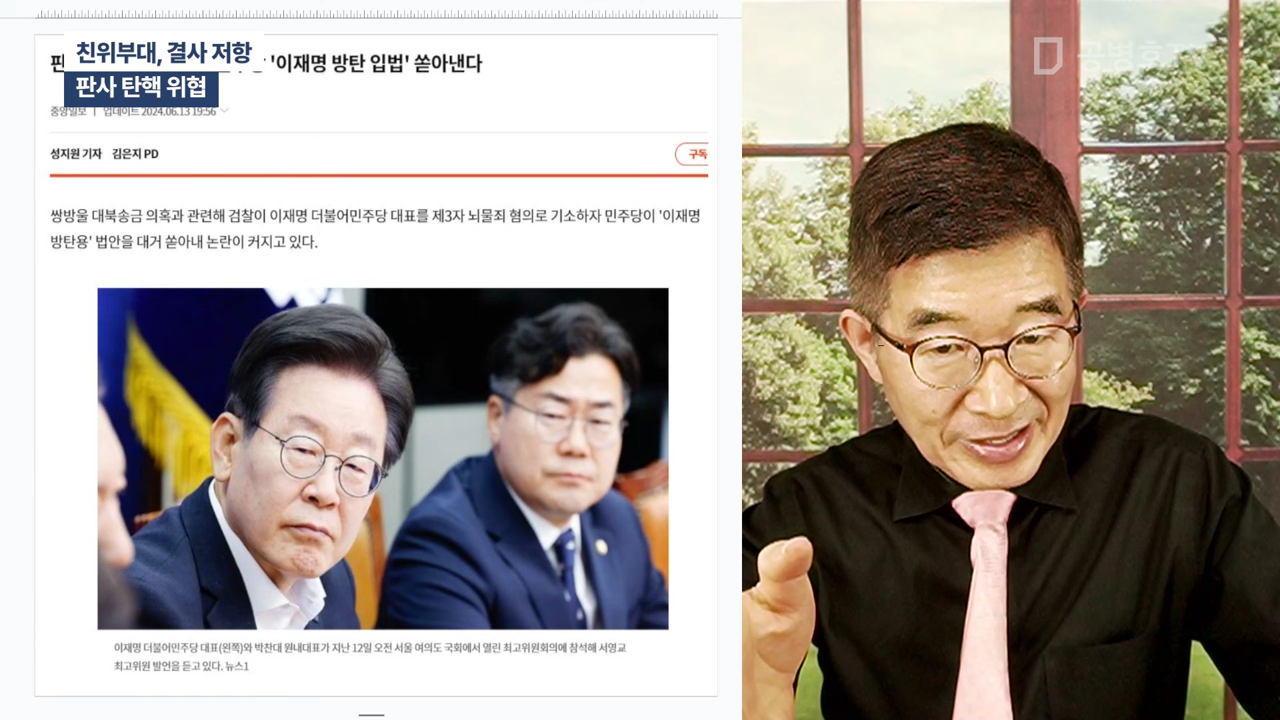 친위부대, 결사 저항
판사 탄핵 위협
'이재명 방탄 입법' 쏟아낸다
중앙일보 | 업데이트 2024.06.13 19:56
성지원 기자 김은지 PD
구독
쌍방울 대북송금 의혹과 관련해 검찰이 이재명 더불어민주당 대표를 제3자 뇌물죄 혐의로 기소하자 민주당이 '이재명
방탄용' 법안을 대거 쏟아내 논란이 커지고 있다.
이재명 더불어민주당 대표(왼쪽)와 박찬대 원내대표가 지난 12일 오전 서울 여의도 국회에서 열린 최고위원회의에 참석해 서영교
최고위원 발언을 듣고 있다. 뉴스1
공병호